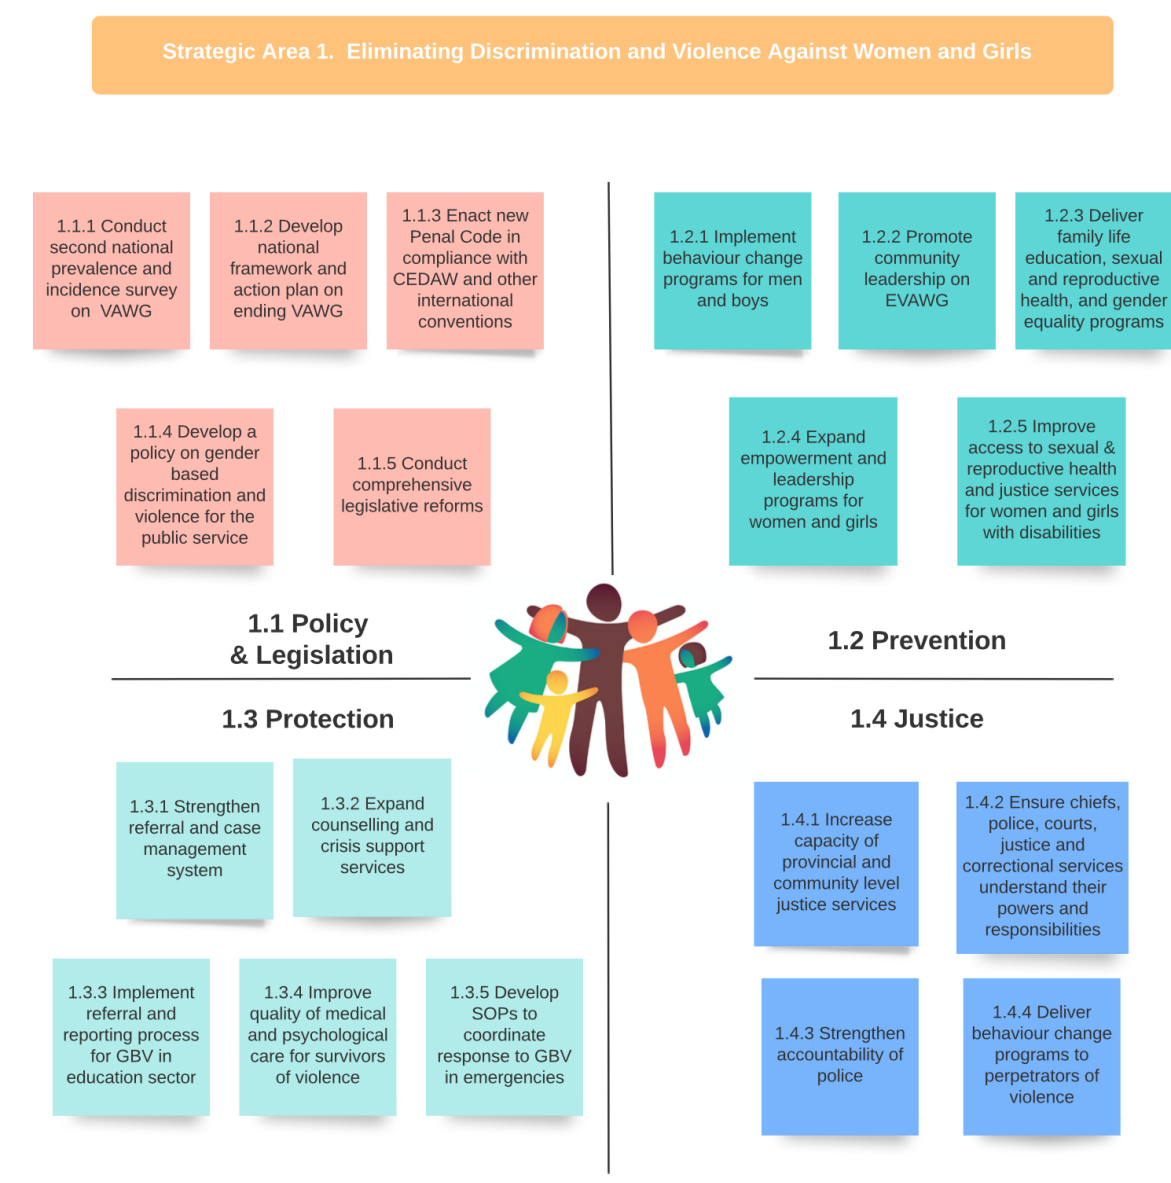 Strategic Area 1.  Eliminating Discrimination and Violence Against Women and Girls
1.1.1 Conduct
second national
prevalence and
incidence survey
on  VAWG
1.1.2 Develop
national
framework and
action plan on
ending VAWG
1.1.3 Enact new
Penal Code in
compliance with
CEDAW and other
international
conventions
1.1.4 Develop a
policy on gender
based
discrimination and
violence for the
public service
1.1.5 Conduct
comprehensive
legislative reforms
1.1 Policy
& Legislation
1.2.1 Implement
behaviour change
programs for men
and boys
1.2.2 Promote
community
leadership on
EVAWG
1.2.3 Deliver
family life
education, sexual
and reproductive
health, and gender
equality programs
1.2.4 Expand
empowerment and
leadership
programs for
women and girls
1.2.5 Improve
access to sexual &
reproductive health
and justice services
for women and girls
with disabilities
1.2 Prevention
1.3 Protection
1.3.1 Strengthen
referral and case
management
system
1.3.2 Expand
counselling and
crisis support
services
1.3.3 Implement
referral and
reporting process
for GBV in
education sector
1.3.4 Improve
quality of medical
and psychological
care for survivors
of violence
1.3.5 Develop
SOPs to
coordinate
response to GBV
in emergencies
1.4 Justice
1.4.1 Increase
capacity of
provincial and
community level
justice services
1.4.2 Ensure chiefs,
police, courts,
justice and
correctional services
understand their
powers and
responsibilities
1.4.3 Strengthen
accountability of
police
1.4.4 Deliver
behaviour change
programs to
perpetrators of
violence